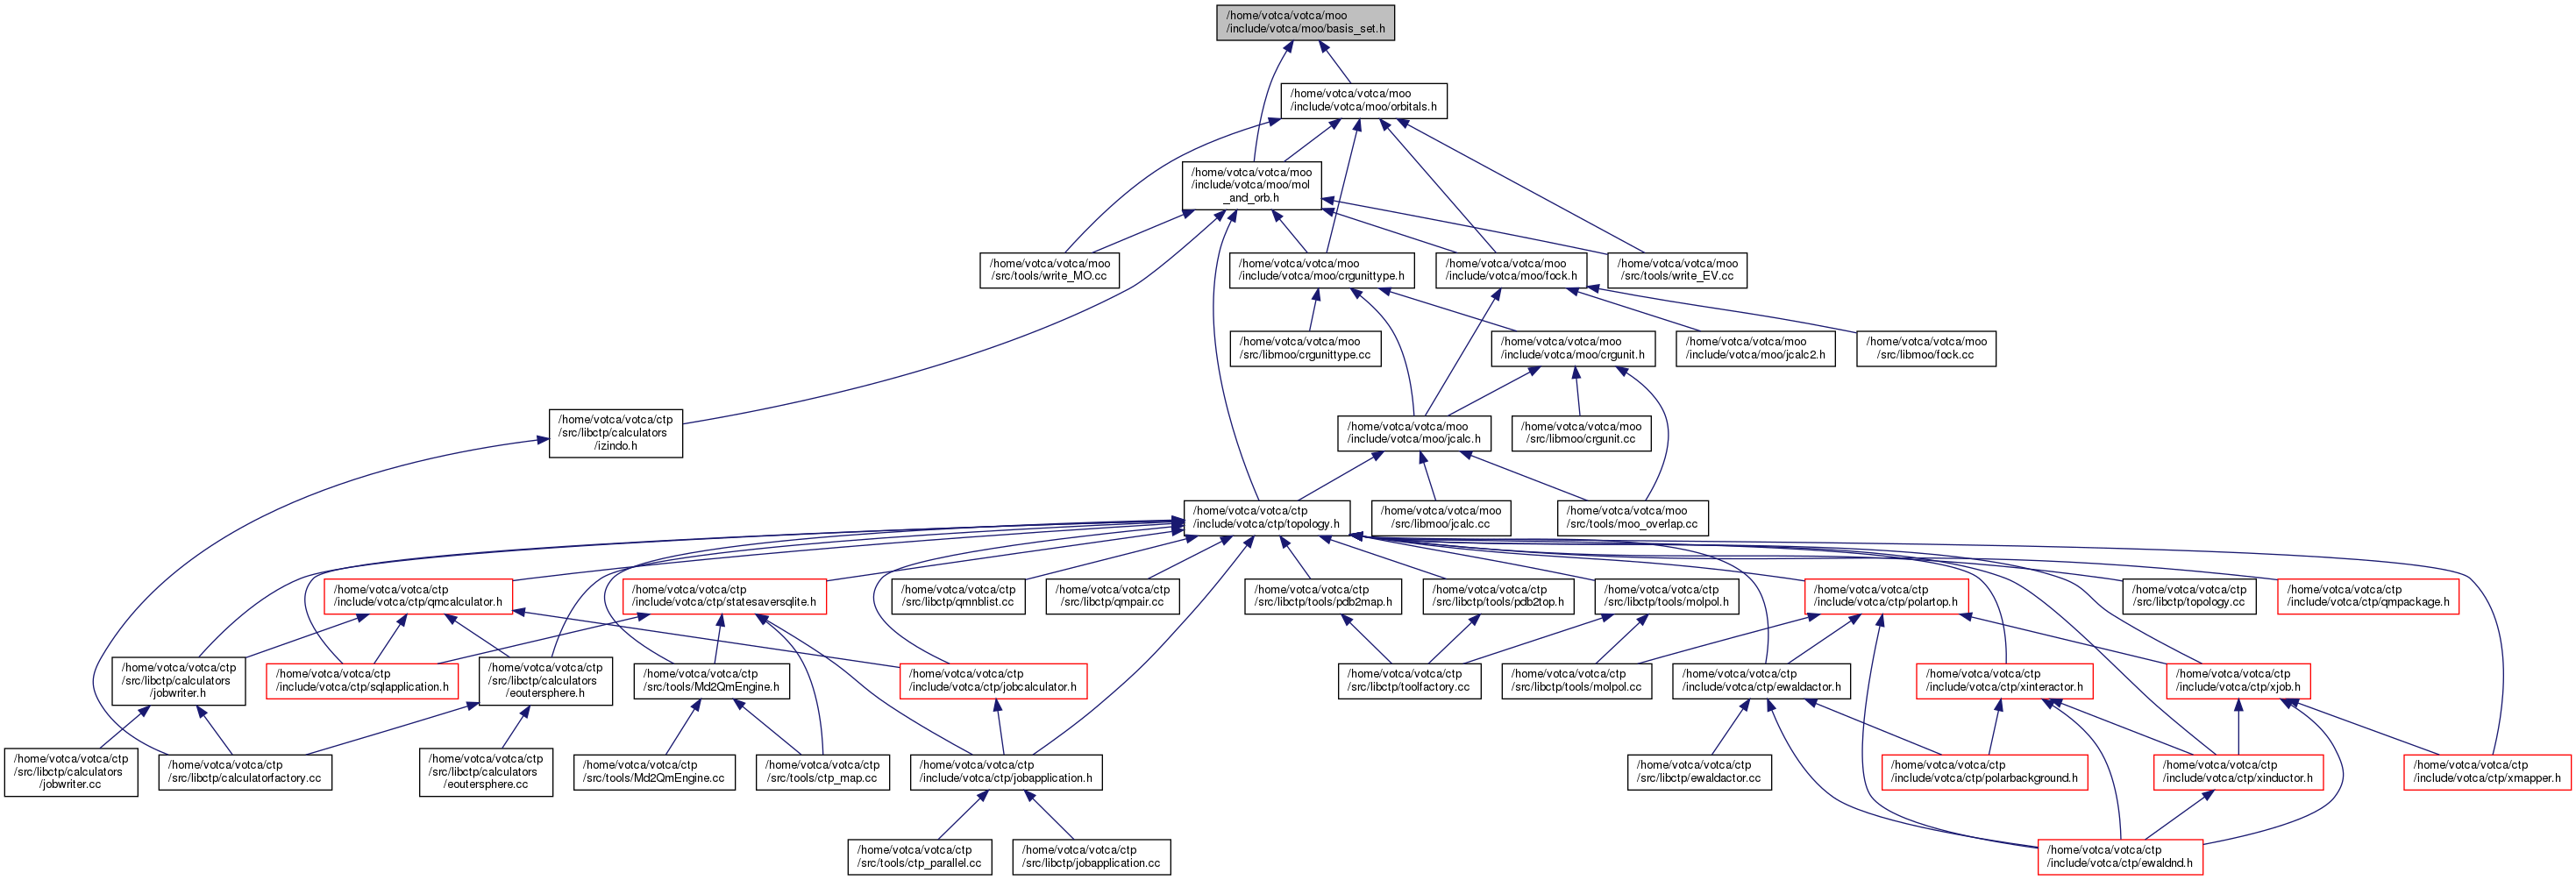 /home/votca/votca/moo
/include/votca/moo/basis_set.h
/home/votca/votca/moo
/include/votca/moo/orbitals.h
/home/votca/votca/moo
/include/votca/moo/mol
_and_orb.h
/home/votca/votca/moo
/src/tools/write_MO.cc
/home/votca/votca/moo
/include/votca/moo/crgunittype.h
/home/votca/votca/moo
/include/votca/moo/fock.h
/home/votca/votca/moo
/src/tools/write_EV.cc
/home/votca/votca/moo
/src/libmoo/crgunittype.cc
/home/votca/votca/moo
/include/votca/moo/crgunit.h
/home/votca/votca/moo
/include/votca/moo/jcalc2.h
/home/votca/votca/moo
/src/libmoo/fock.cc
/home/votca/votca/ctp
/src/libctp/calculators
/izindo.h
/home/votca/votca/moo
/include/votca/moo/jcalc.h
/home/votca/votca/moo
/src/libmoo/crgunit.cc
/home/votca/votca/ctp
/include/votca/ctp/topology.h
/home/votca/votca/moo
/src/libmoo/jcalc.cc
/home/votca/votca/moo
/src/tools/moo_overlap.cc
/home/votca/votca/ctp
/include/votca/ctp/qmcalculator.h
/home/votca/votca/ctp
/include/votca/ctp/statesaversqlite.h
/home/votca/votca/ctp
/src/libctp/qmnblist.cc
/home/votca/votca/ctp
/src/libctp/qmpair.cc
/home/votca/votca/ctp
/src/libctp/tools/pdb2map.h
/home/votca/votca/ctp
/src/libctp/tools/pdb2top.h
/home/votca/votca/ctp
/src/libctp/tools/molpol.h
/home/votca/votca/ctp
/include/votca/ctp/polartop.h
/home/votca/votca/ctp
/src/libctp/topology.cc
/home/votca/votca/ctp
/include/votca/ctp/qmpackage.h
/home/votca/votca/ctp
/src/libctp/calculators
/jobwriter.h
/home/votca/votca/ctp
/include/votca/ctp/sqlapplication.h
/home/votca/votca/ctp
/src/libctp/calculators
/eoutersphere.h
/home/votca/votca/ctp
/src/tools/Md2QmEngine.h
/home/votca/votca/ctp
/include/votca/ctp/jobcalculator.h
/home/votca/votca/ctp
/src/libctp/toolfactory.cc
/home/votca/votca/ctp
/src/libctp/tools/molpol.cc
/home/votca/votca/ctp
/include/votca/ctp/ewaldactor.h
/home/votca/votca/ctp
/include/votca/ctp/xinteractor.h
/home/votca/votca/ctp
/include/votca/ctp/xjob.h
/home/votca/votca/ctp
/src/libctp/calculators
/jobwriter.cc
/home/votca/votca/ctp
/src/libctp/calculatorfactory.cc
/home/votca/votca/ctp
/src/libctp/calculators
/eoutersphere.cc
/home/votca/votca/ctp
/src/tools/Md2QmEngine.cc
/home/votca/votca/ctp
/src/tools/ctp_map.cc
/home/votca/votca/ctp
/include/votca/ctp/jobapplication.h
/home/votca/votca/ctp
/src/libctp/ewaldactor.cc
/home/votca/votca/ctp
/include/votca/ctp/polarbackground.h
/home/votca/votca/ctp
/include/votca/ctp/xinductor.h
/home/votca/votca/ctp
/include/votca/ctp/xmapper.h
/home/votca/votca/ctp
/src/tools/ctp_parallel.cc
/home/votca/votca/ctp
/src/libctp/jobapplication.cc
/home/votca/votca/ctp
/include/votca/ctp/ewaldnd.h